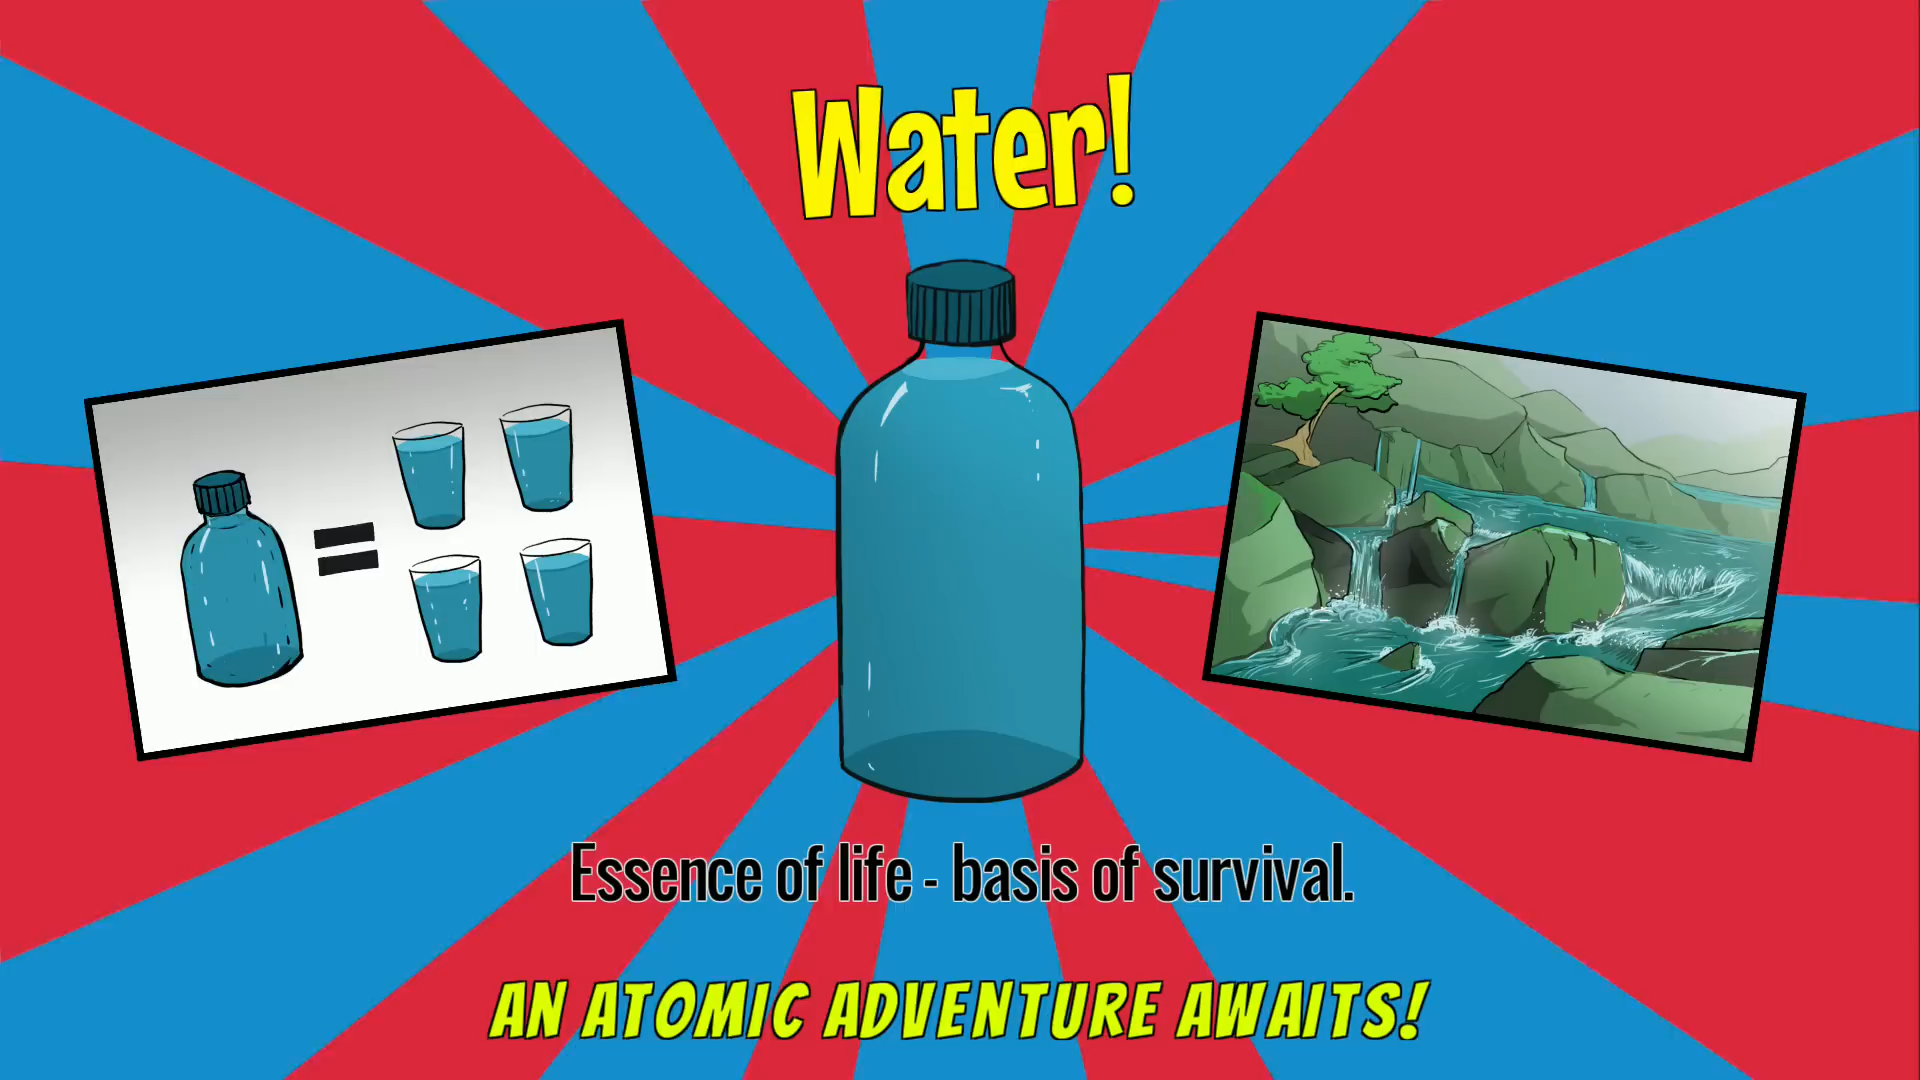 Water!
Essence of life - basis of survival.
AN ATOMIC ADVENTURE AWAITS!